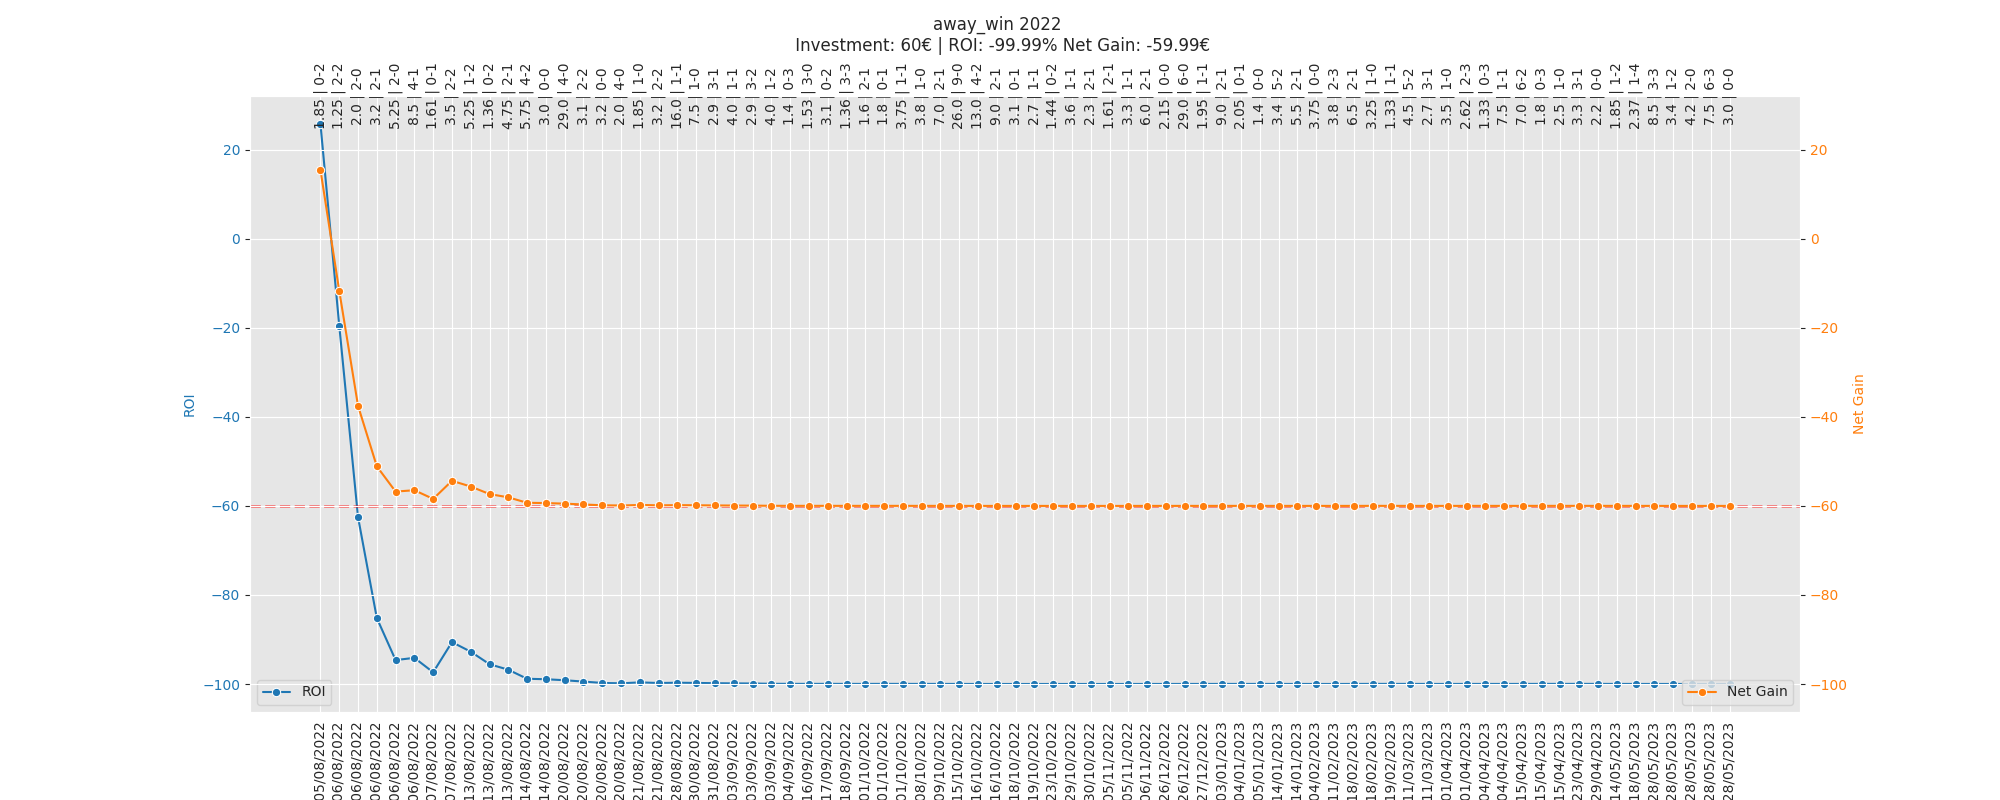 away_win 2022
Investment: 60€ | ROI: -99.99% Net Gain: -59.99€
1.85 | 0-2
1.25 | 2-2
2.0 | 2-0
3.2 | 2-1
5.25 | 2-0
8.5 | 4-1
1.61 | 0-1
3.5 | 2-2
5.25 | 1-2
1.36 | 0-2
4.75 | 2-1
5.75 | 4-2
3.0 | 0-0
29.0 | 4-0
3.1 | 2-2
3.2 | 0-0
2.0 | 4-0
1.85 | 1-0
3.2 | 2-2
16.0 | 1-1
7.5 | 1-0
2.9 | 3-1
4.0 | 1-1
2.9 | 3-2
4.0 | 1-2
1.4 | 0-3
1.53 | 3-0
3.1 | 0-2
1.36 | 3-3
1.6 | 2-1
1.8 | 0-1
3.75 | 1-1
3.8 | 1-0
7.0 | 2-1
26.0 | 9-0
13.0 | 4-2
9.0 | 2-1
3.1 | 0-1
2.7 | 1-1
1.44 | 0-2
3.6 | 1-1
2.3 | 2-1
1.61 | 2-1
3.3 | 1-1
6.0 | 2-1
2.15 | 0-0
29.0 | 6-0
1.95 | 1-1
9.0 | 2-1
2.05 | 0-1
1.4 | 0-0
3.4 | 5-2
5.5 | 2-1
3.75 | 0-0
3.8 | 2-3
6.5 | 2-1
3.25 | 1-0
1.33 | 1-1
4.5 | 5-2
2.7 | 3-1
3.5 | 1-0
2.62 | 2-3
1.33 | 0-3
7.5 | 1-1
7.0 | 6-2
1.8 | 0-3
2.5 | 1-0
3.3 | 3-1
2.2 | 0-0
1.85 | 1-2
2.37 | 1-4
8.5 | 3-3
3.4 | 1-2
4.2 | 2-0
7.5 | 6-3
3.0 | 0-0
20
0
−20
−40
−60
−80
−100
ROI
20
0
−20
−40
−60
−80
−100
Net Gain
ROI
Net Gain
05/08/2022
06/08/2022
06/08/2022
06/08/2022
06/08/2022
06/08/2022
07/08/2022
07/08/2022
13/08/2022
13/08/2022
13/08/2022
14/08/2022
14/08/2022
20/08/2022
20/08/2022
20/08/2022
20/08/2022
21/08/2022
21/08/2022
28/08/2022
30/08/2022
31/08/2022
03/09/2022
03/09/2022
03/09/2022
04/09/2022
16/09/2022
17/09/2022
18/09/2022
01/10/2022
01/10/2022
01/10/2022
08/10/2022
09/10/2022
15/10/2022
16/10/2022
16/10/2022
18/10/2022
19/10/2022
23/10/2022
29/10/2022
30/10/2022
05/11/2022
05/11/2022
06/11/2022
26/12/2022
26/12/2022
27/12/2022
03/01/2023
04/01/2023
05/01/2023
14/01/2023
14/01/2023
04/02/2023
11/02/2023
18/02/2023
18/02/2023
11/03/2023
11/03/2023
11/03/2023
01/04/2023
01/04/2023
04/04/2023
04/04/2023
15/04/2023
15/04/2023
15/04/2023
23/04/2023
29/04/2023
14/05/2023
18/05/2023
28/05/2023
28/05/2023
28/05/2023
28/05/2023
28/05/2023